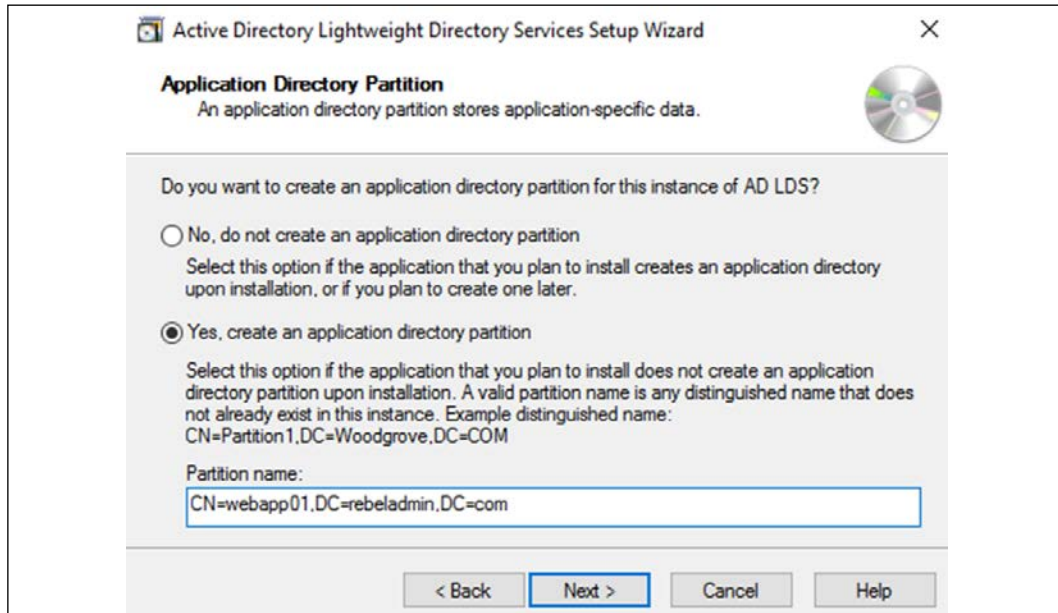 Active Directory Lightweight Directory Services Setup Wizard
Application Directory Partition
An application directory partition stores application-specific data.
Do you want to create an application directory partition for this instance of AD LDS?
No, do not create an application directory partition
Select this option if the application that you plan to install creates an application directory
upon installation, or if you plan to create one later.
Yes, create an application directory partition
Select this option if the application that you plan to install does not create an application
directory partition upon installation. A valid partition name is any distinguished name that does
not already exist in this instance. Example distinguished name:
CN=Partition1,DC=Woodgrove,DC=COM
Partition name:
CN=webapp01,DC=rebeladmin,DC=com
< Back Next > Cancel Help